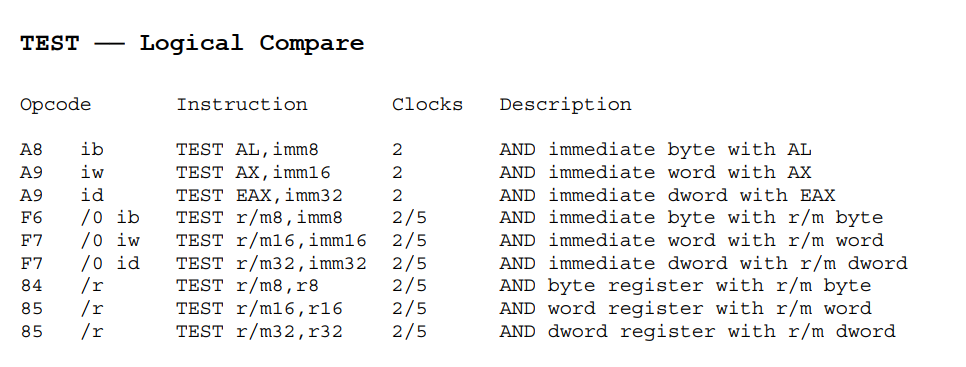 TEST — Logical Compare
Opcode Instruction Clocks Description
A8 ib TEST AL,imm8 2 AND immediate byte with AL
A9 iw TEST AX,imm16 2 AND immediate word with AX
A9 id TEST EAX,imm32 2 AND immediate dword with EAX
F6 /0 ib TEST r/m8,imm8 2/5 AND immediate byte with r/m byte
F7 /0 iw TEST r/m16,imm16 2/5 AND immediate word with r/m word
F7 /0 id TEST r/m32,imm32 2/5 AND immediate dword with r/m dword
84 /r TEST r/m8,r8 2/5 AND byte register with r/m byte
85 /r TEST r/m16,r16 2/5 AND word register with r/m word
85 /r TEST r/m32,r32 2/5 AND dword register with r/m dword